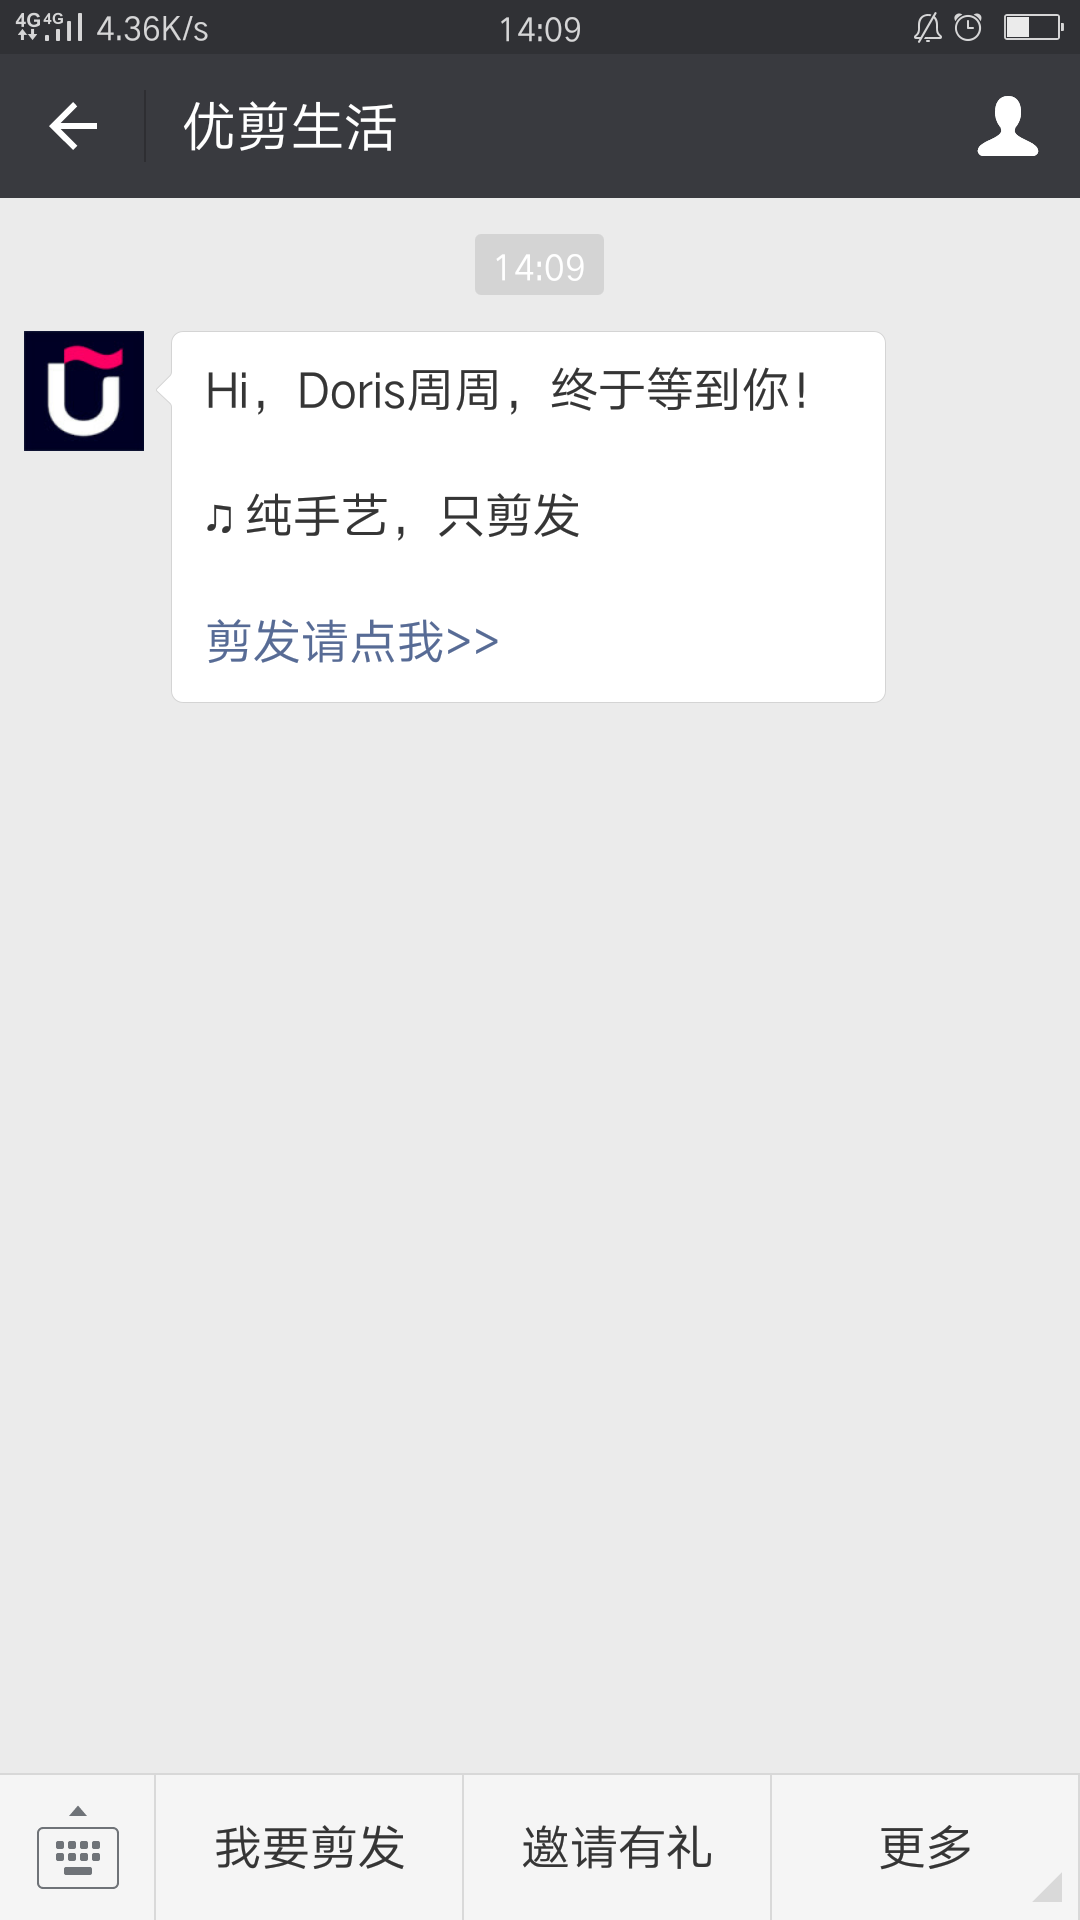 4G 4G 4.36K/s 14:09
优剪生活
14:09
Hi，Doris周周，终于等到你！
♫ 纯手艺，只剪发
剪发请点我>>
我要剪发 邀请有礼 更多